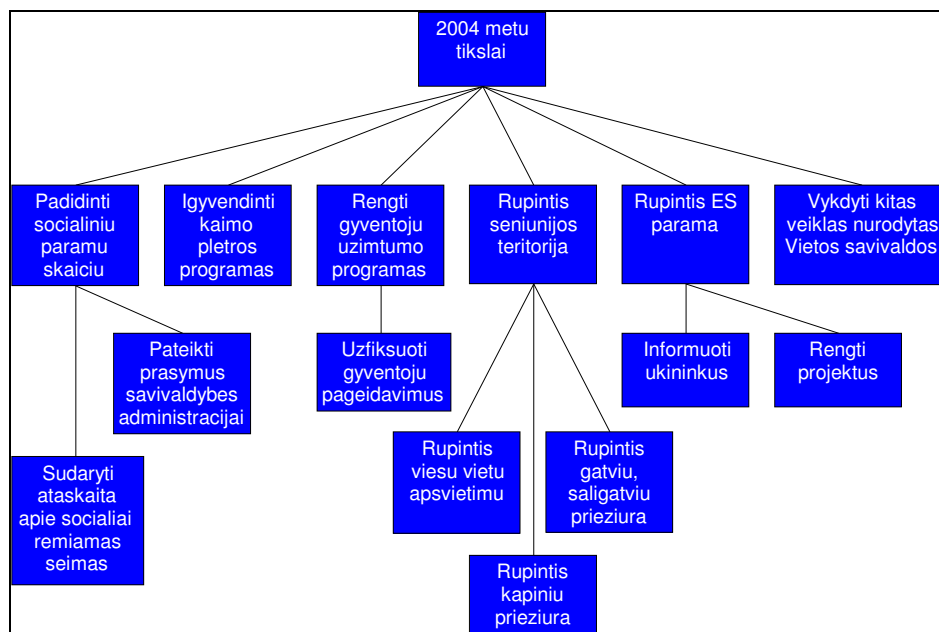 2004 metu
tikslai
Padidinti
socialiniu
paramu
skaiciu
Igyvendinti
kaimo
pletros
programas
Rengti
gyventoju
uzimtumo
programas
Rupintis
seniunijos
teritorija
Rupintis ES
parama
Vykdyti kitas
veiklas nurodytas
Vietos savivaldos
Pateikti
prasymus
savivaldybes
administracijai
Uzfiksuoti
gyventoju
pageidavimus
Informuoti
ukininkus
Rengti
projektus
Sudaryti
ataskaita
apie socialiai
remiamas
seimas
Rupintis
viesu vietu
apsvietimu
Rupintis
gatviu,
saligatviu
prieziura
Rupintis
kapiniu
prieziura